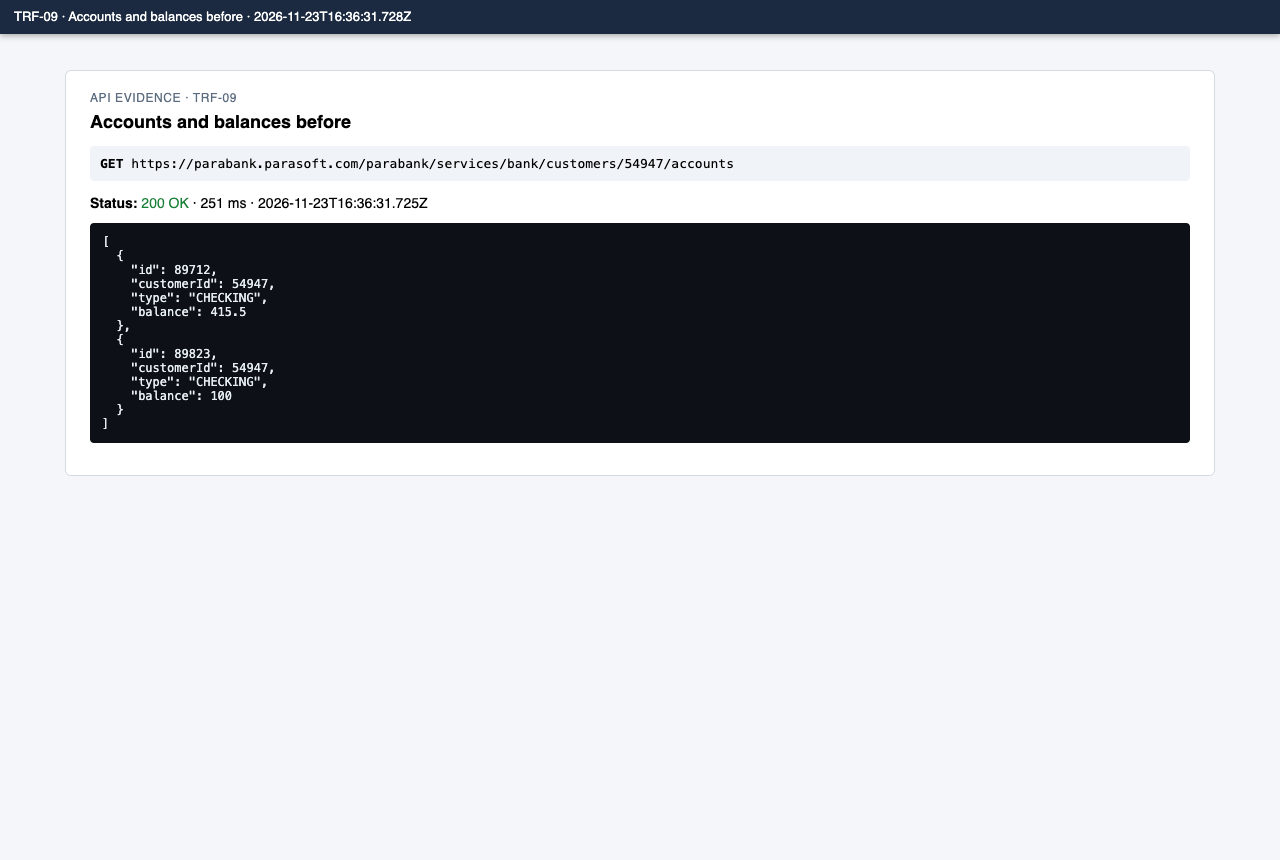 TRF-09 · Accounts and balances before · 2026-11-23T16:36:31.728Z
API EVIDENCE · TRF-09
Accounts and balances before
GET https://parabank.parasoft.com/parabank/services/bank/customers/54947/accounts
Status: 200 OK · 251 ms · 2026-11-23T16:36:31.725Z
[
  {
    "id": 89712,
    "customerId": 54947,
    "type": "CHECKING",
    "balance": 415.5
  },
  {
    "id": 89823,
    "customerId": 54947,
    "type": "CHECKING",
    "balance": 100
  }
]